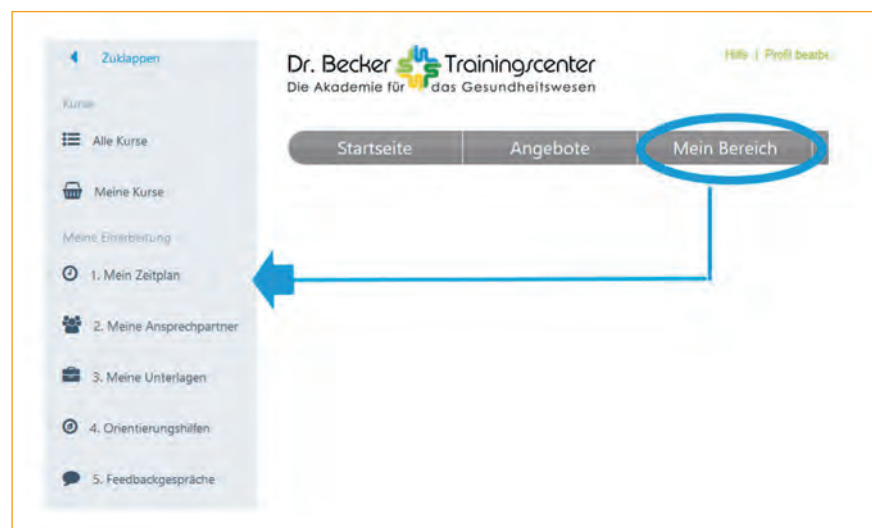 Zuklappen
Kurse
Alle Kurse
Meine Kurse
Meine Einarbeitung
1. Mein Zeitplan
2. Meine Ansprechpartner
3. Meine Unterlagen
4. Orientierungshilfen
5. Feedbackgespräche
Dr. Becker Trainingscenter
Die Akademie für das Gesundheitswesen
Hilfe | Profil bearbe
Startseite
Angebote
Mein Bereich